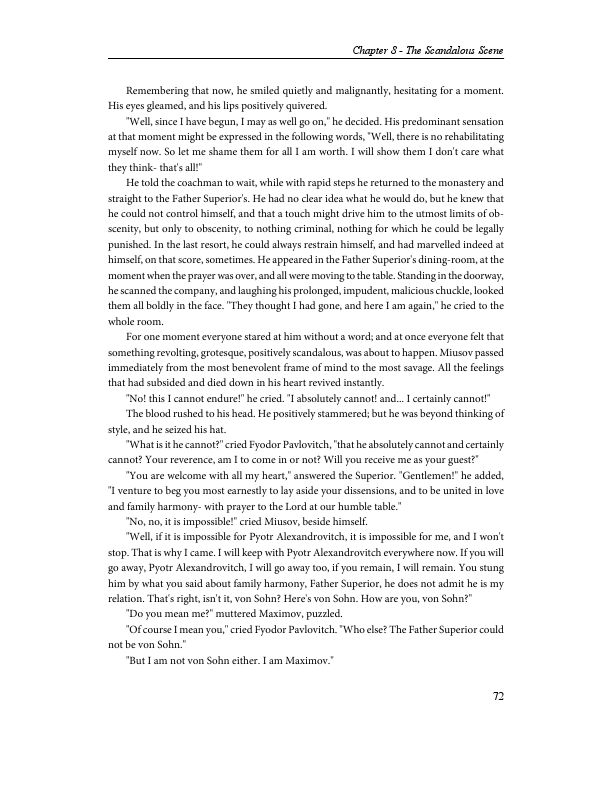 Chapter 8 - The Scandalous Scene
Remembering that now, he smiled quietly and malignantly, hesitating for a moment.
His eyes gleamed, and his lips positively quivered.
"Well, since I have begun, I may as well go on," he decided. His predominant sensation
at that moment might be expressed in the following words, "Well, there is no rehabilitating
myself now. So let me shame them for all I am worth. I will show them I don't care what
they think- that's all!"
He told the coachman to wait, while with rapid steps he returned to the monastery and
straight to the Father Superior's. He had no clear idea what he would do, but he knew that
he could not control himself, and that a touch might drive him to the utmost limits of ob-
scenity, but only to obscenity, to nothing criminal, nothing for which he could be legally
punished. In the last resort, he could always restrain himself, and had marvelled indeed at
himself, on that score, sometimes. He appeared in the Father Superior's dining-room, at the
moment when the prayer was over, and all were moving to the table. Standing in the doorway,
he scanned the company, and laughing his prolonged, impudent, malicious chuckle, looked
them all boldly in the face. "They thought I had gone, and here I am again," he cried to the
whole room.
For one moment everyone stared at him without a word; and at once everyone felt that
something revolting, grotesque, positively scandalous, was about to happen. Miusov passed
immediately from the most benevolent frame of mind to the most savage. All the feelings
that had subsided and died down in his heart revived instantly.
"No! this I cannot endure!" he cried. "I absolutely cannot! and... I certainly cannot!"
The blood rushed to his head. He positively stammered; but he was beyond thinking of
style, and he seized his hat.
"What is it he cannot?" cried Fyodor Pavlovitch, "that he absolutely cannot and certainly
cannot? Your reverence, am I to come in or not? Will you receive me as your guest?"
"You are welcome with all my heart," answered the Superior. "Gentlemen!" he added,
"I venture to beg you most earnestly to lay aside your dissensions, and to be united in love
and family harmony- with prayer to the Lord at our humble table."
"No, no, it is impossible!" cried Miusov, beside himself.
"Well, if it is impossible for Pyotr Alexandrovitch, it is impossible for me, and I won't
stop. That is why I came. I will keep with Pyotr Alexandrovitch everywhere now. If you will
go away, Pyotr Alexandrovitch, I will go away too, if you remain, I will remain. You stung
him by what you said about family harmony, Father Superior, he does not admit he is my
relation. That's right, isn't it, von Sohn? Here's von Sohn. How are you, von Sohn?"
"Do you mean me?" muttered Maximov, puzzled.
"Of course I mean you," cried Fyodor Pavlovitch. "Who else? The Father Superior could
not be von Sohn."
"But I am not von Sohn either. I am Maximov."
72